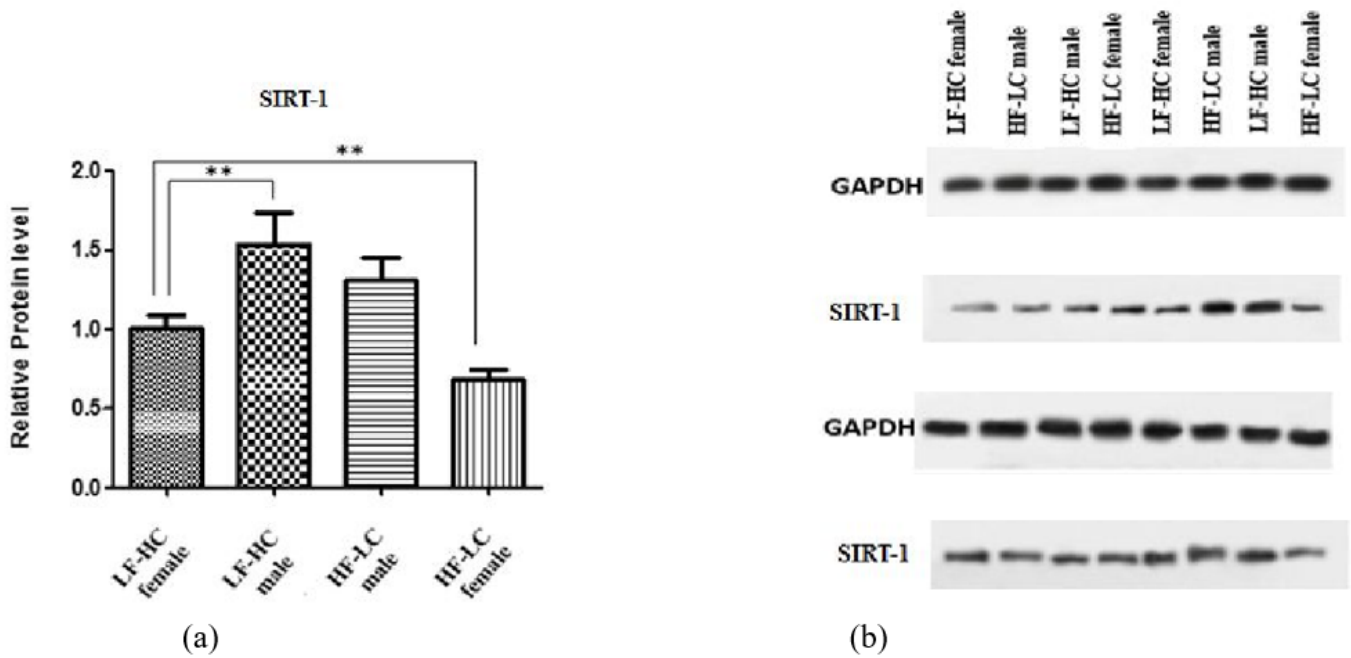 SIRT-1
**
**
Relative Protein level
2.0
1.5
1.0
0.5
0.0
LF-HC
female
LF-HC
male
HF-LC
male
HF-LC
female
(a)
LF-HC female
HF-LC male
LF-HC male
HF-LC female
LF-HC female
HF-LC male
LF-HC male
HF-LC female
GAPDH
SIRT-1
GAPDH
SIRT-1
(b)